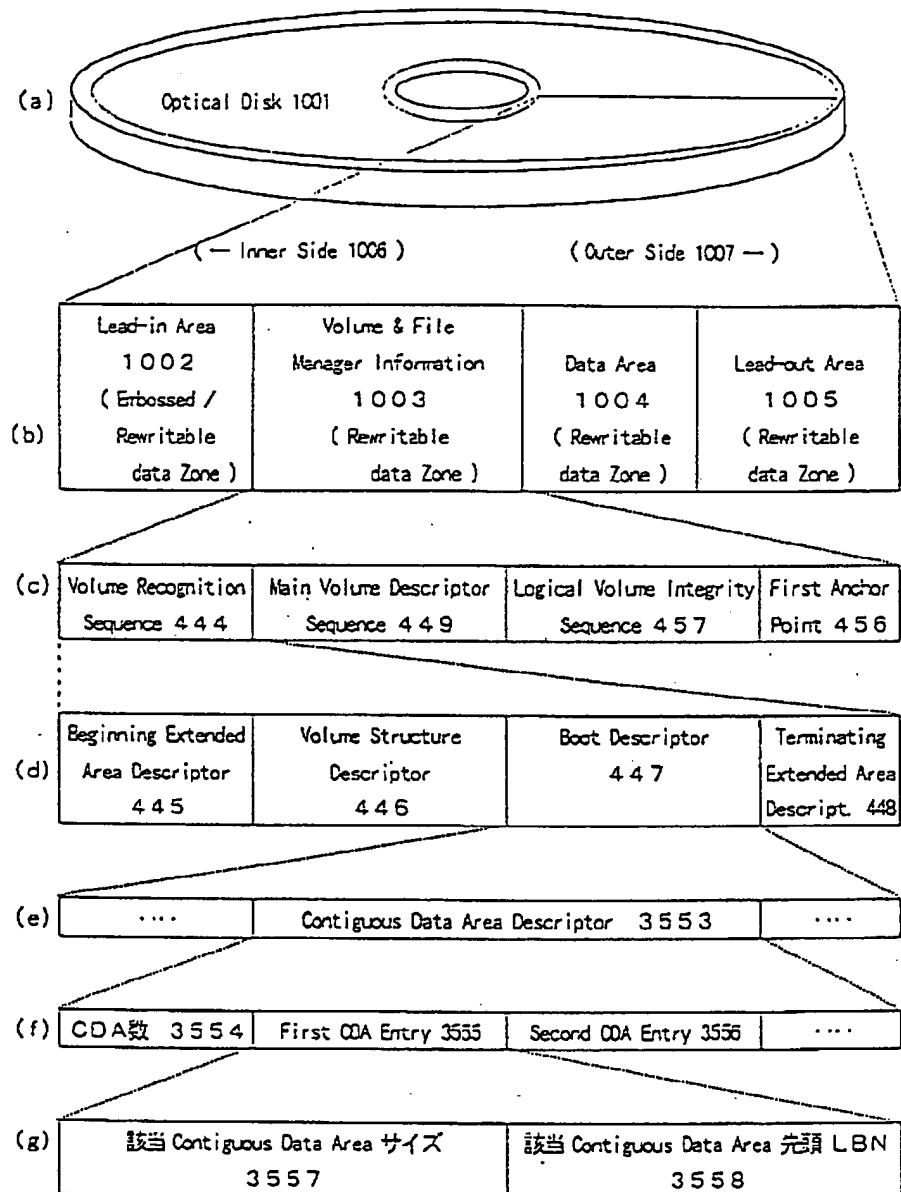 (a)
Optical Disk 1001
(← Inner Side 1006 )
(Outer Side 1007 →)
(b)
Lead-in Area
1002
( Embossed /
Rewritable
data Zone )
Volume & File
Manager Information
1003
( Rewritable
data Zone )
Data Area
1004
( Rewritable
data Zone )
Lead-out Area
1005
( Rewritable
data Zone )
(c)
Volume Recognition
Sequence 444
Main Volume Descriptor
Sequence 449
Logical Volume Integrity
Sequence 457
First Anchor
Point 456
(d)
Beginning Extended
Area Descriptor
445
Volume Structure
Descriptor
446
Boot Descriptor
447
Terminating
Extended Area
Descript. 448
(e)
....
Contiguous Data Area Descriptor 3553
....
(f)
CDA数 3554
First CDA Entry 3555
Second CDA Entry 3556
....
(g)
該当 Contiguous Data Area サイズ
3557
該当 Contiguous Data Area 先頭 LBN
3558